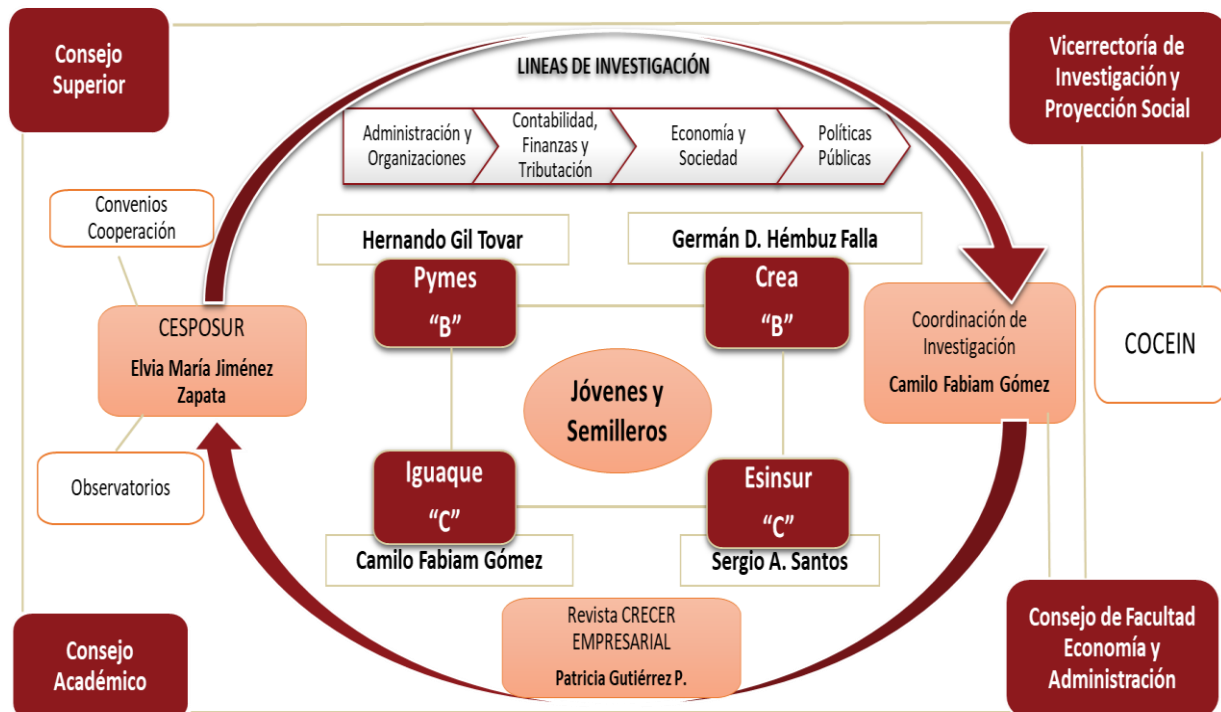 Consejo
Superior
LINEAS DE INVESTIGACIÓN
Vicerrectoría de
Investigación y
Proyección Social
Administración y
Organizaciones
Contabilidad,
Finanzas y
Tributación
Economía y
Sociedad
Políticas
Públicas
Convenios
Cooperación
Hernando Gil Tovar
Germán D. Hémbuz Falla
Pymes
"B"
Crea
"B"
CESPOSUR
Elvia María Jiménez
Zapata
Coordinación de
Investigación
Camilo Fabiam Gómez
COCEIN
Jóvenes y
Semilleros
Observatorios
Iguaque
"C"
Esinsur
"C"
Camilo Fabiam Gómez
Sergio A. Santos
Revista CRECER
EMPRESARIAL
Patricia Gutiérrez P.
Consejo
Académico
Consejo de Facultad
Economía y
Administración